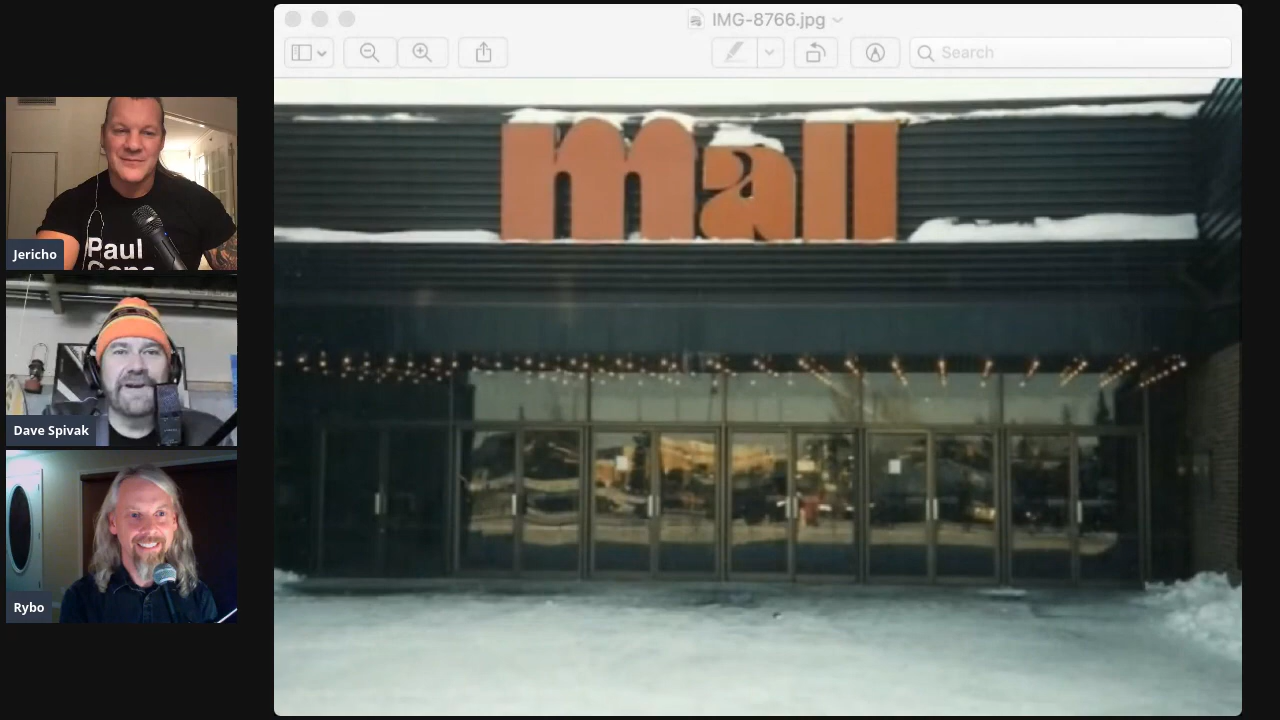 IMG-8766.jpg
Search
mall
Jericho
Paul
Dave Spivak
Rybo